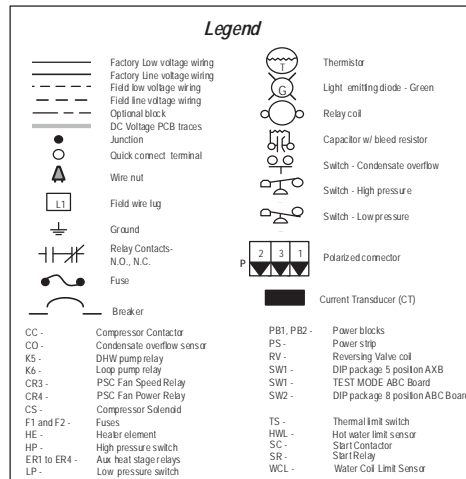 Legend
Factory Low voltage wiring
Factory Line voltage wiring
Field low voltage wiring
Field line voltage wiring
Optional block
DC Voltage PCB traces
Junction
Quick connect terminal
Wire nut
L1
Field wire lug
Ground
Relay Contacts-
N.O., N.C.
Fuse
Breaker
T
Thermistor
G
Light emitting diode - Green
Relay coil
Capacitor w/ bleed resistor
Switch - Condensate overflow
Switch - High pressure
Switch - Low pressure
P 2 3 1
Polarized connector
Current Transducer (CT)
CC - Compressor Contactor
CO - Condensate overflow sensor
K5 - DHW pump relay
K6 - Loop pump relay
CR3 - PSC Fan Speed Relay
CR4 - PSC Fan Power Relay
CS - Compressor Solenoid
F1 and F2 - Fuses
HE - Heater element
HP - High pressure switch
ER1 to ER4 - Aux heat stage relays
LP - Low pressure switch
PB1, PB2 - Power blocks
PS - Power strip
RV - Reversing Valve coil
SW1 - DIP package 5 position AXB
SW1 - TEST MODE ABC Board
SW2 - DIP package 8 position ABC Board
TS - Thermal limit switch
HWL - Hot water limit sensor
SC - Start Contactor
SR - Start Relay
WCL - Water Coil Limit Sensor